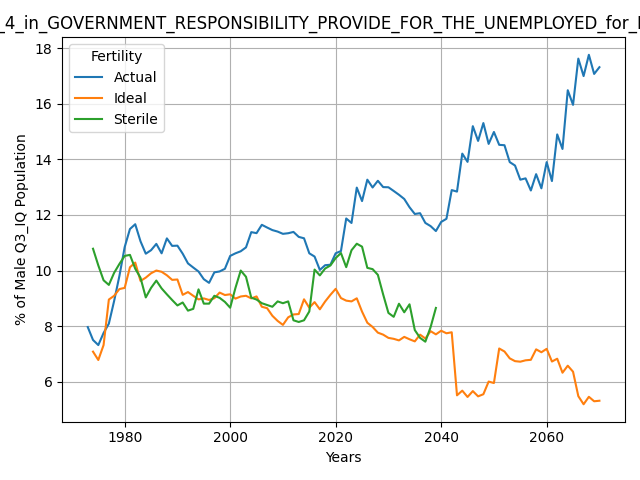 _4_in_GOVERNMENT_RESPONSIBILITY_PROVIDE_FOR_THE_UNEMPLOYED_for_
Fertility
Actual
Ideal
Sterile
% of Male Q3_IQ Population
18
16
14
12
10
8
6
1980
2000
2020
2040
2060
Years